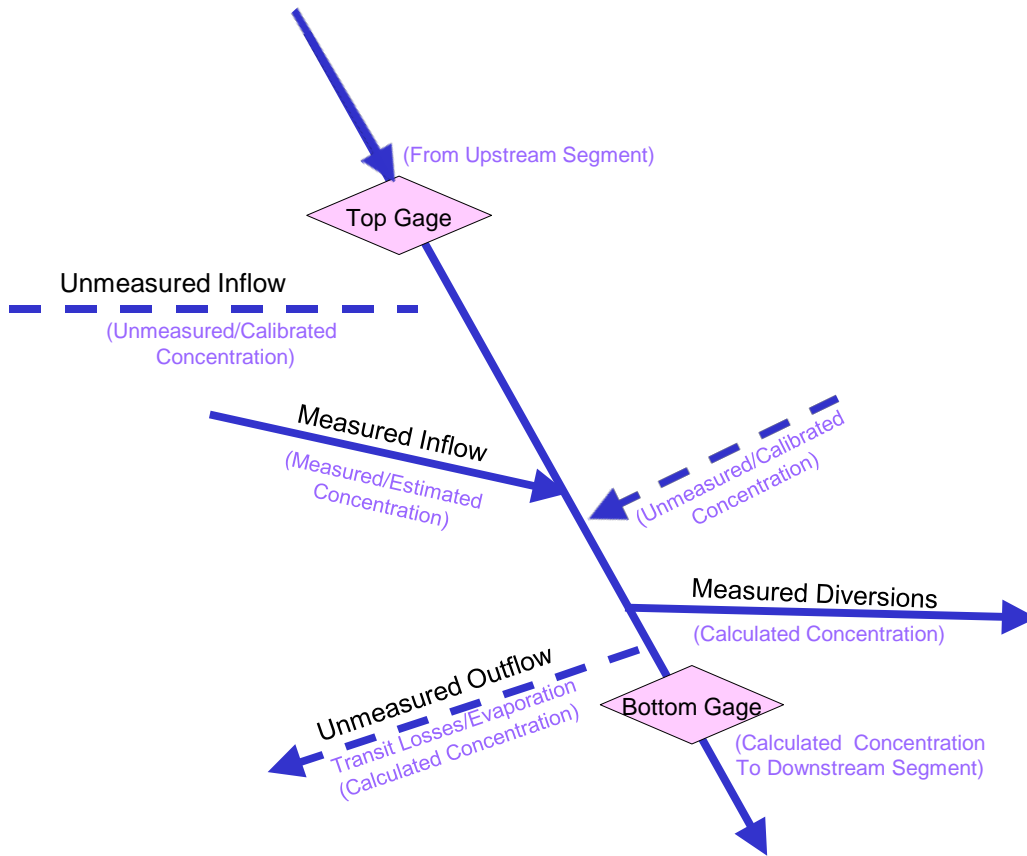 (From Upstream Segment)
Top Gage
Unmeasured Inflow
(Unmeasured/Calibrated
Concentration)
Measured Inflow
(Measured/Estimated
Concentration)
(Unmeasured/Calibrated
Concentration)
Measured Diversions
(Calculated Concentration)
Unmeasured Outflow
Transit Losses/Evaporation
(Calculated Concentration)
Bottom Gage
(Calculated Concentration
To Downstream Segment)